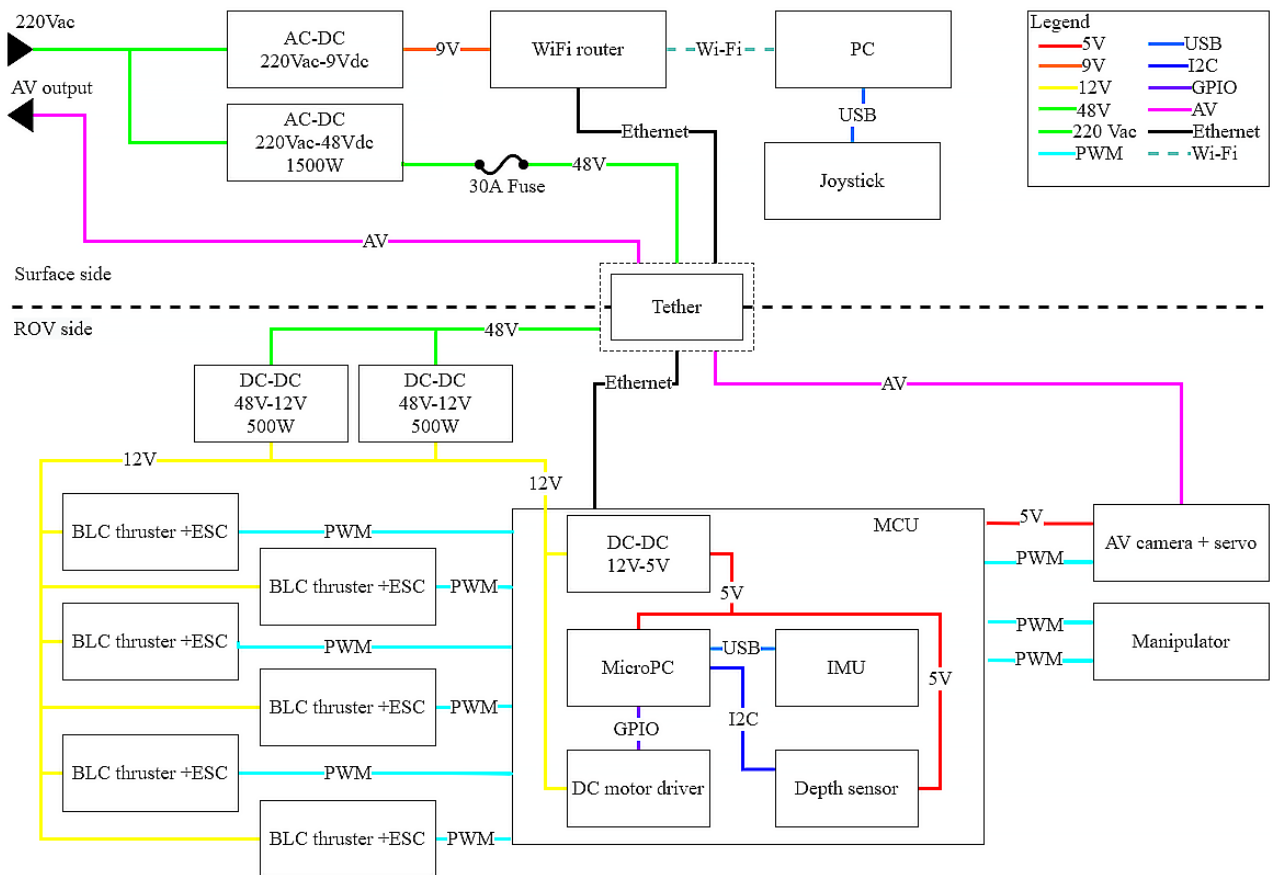 220Vac
AV output
AC-DC
220Vac-9Vdc
9V
WiFi router
Wi-Fi
PC
USB
Joystick
AC-DC
220Vac-48Vdc
1500W
30A Fuse
48V
Ethernet
AV
Legend
5V
9V
12V
48V
220 Vac
PWM
USB
I2C
GPIO
AV
Ethernet
Wi-Fi
Surface side
Tether
ROV side
48V
DC-DC
48V-12V
500W
DC-DC
48V-12V
500W
Ethernet
AV
12V
12V
BLC thruster +ESC
PWM
BLC thruster +ESC
PWM
BLC thruster +ESC
PWM
BLC thruster +ESC
PWM
BLC thruster +ESC
PWM
BLC thruster +ESC
PWM
MCU
DC-DC
12V-5V
5V
MicroPC
USB
IMU
5V
GPIO
I2C
DC motor driver
Depth sensor
5V
PWM
AV camera + servo
PWM
PWM
Manipulator